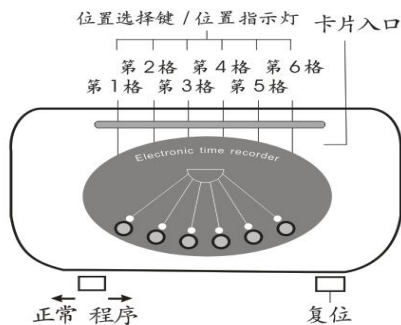 位置选择键/位置指示灯
卡片入口
第2格 第4格 第6格
第1格 第3格 第5格
Electronic time recorder
正常 程序
复位